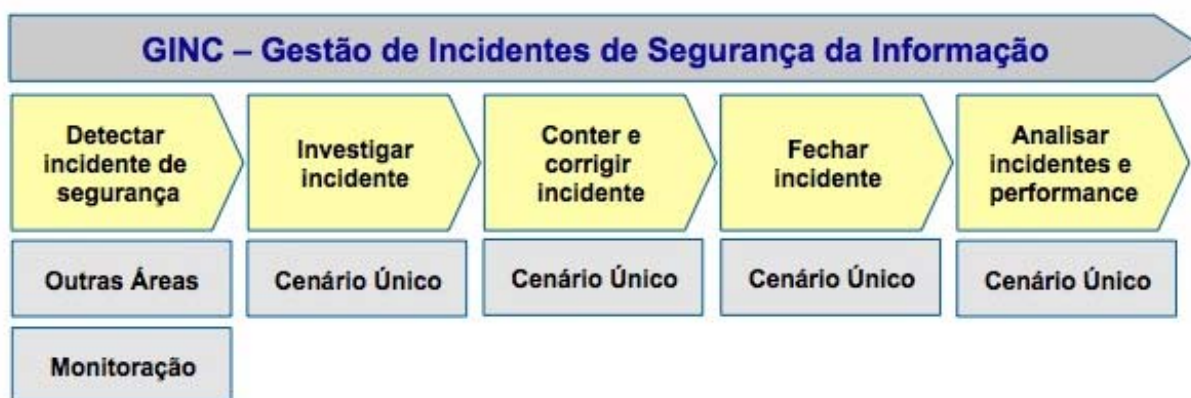 GINC – Gestão de Incidentes de Segurança da Informação
Detectar
incidente de
segurança
Investigar
incidente
Conter e
corrigir
incidente
Fechar
incidente
Analisar
incidentes e
performance
Outras Áreas
Cenário Único
Cenário Único
Cenário Único
Cenário Único
Monitoração